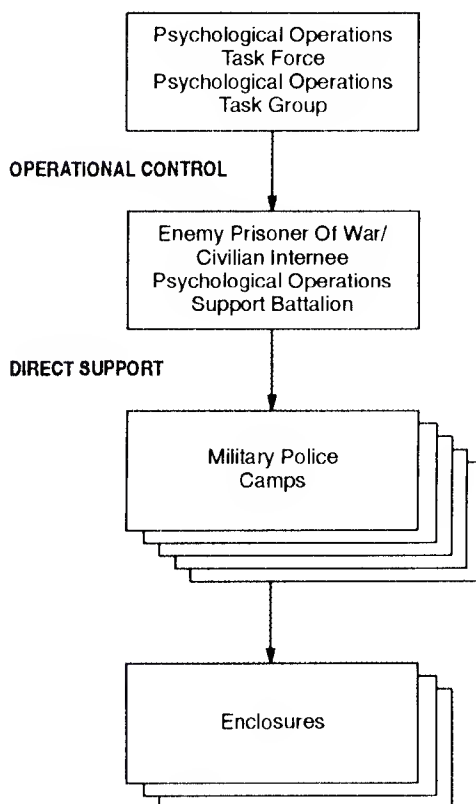 Psychological Operations
Task Force
Psychological Operations
Task Group
OPERATIONAL CONTROL
Enemy Prisoner Of War/
Civilian Internee
Psychological Operations
Support Battalion
DIRECT SUPPORT
Military Police
Camps
Enclosures